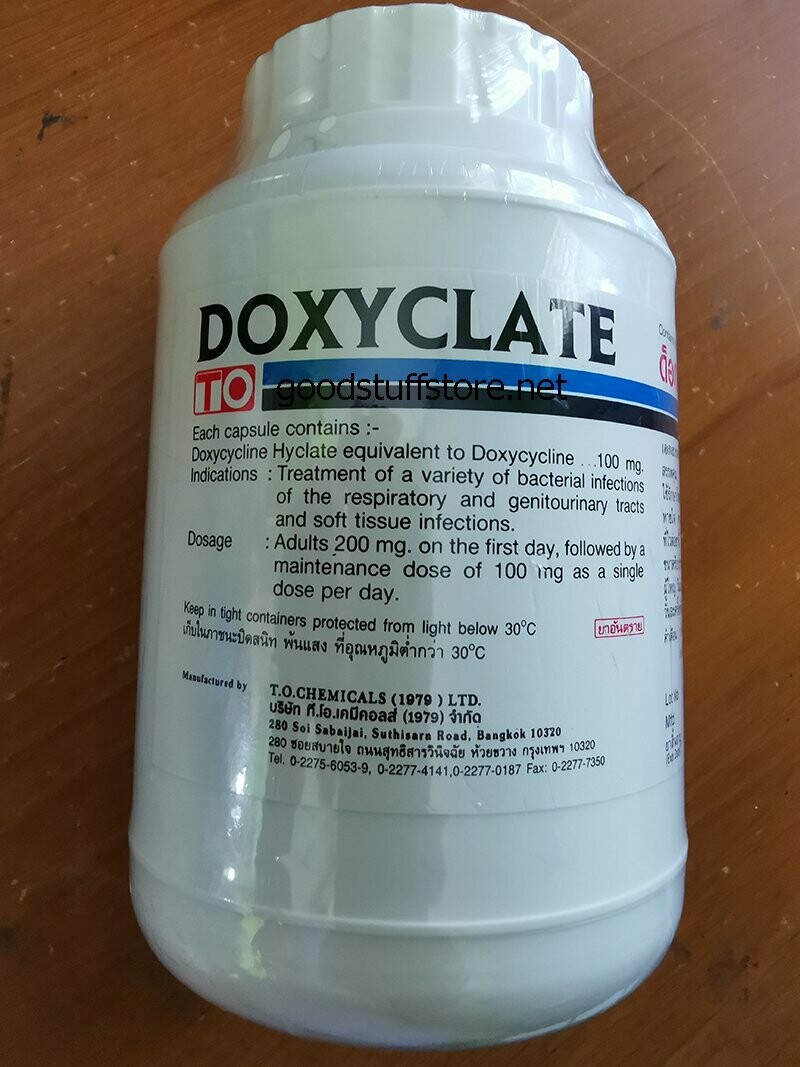 DOXYCLATE
TO
goodstuffstore.net
Each capsule contains :-
Doxycycline Hyclate equivalent to Doxycycline ...100 mg.
Indications : Treatment of a variety of bacterial infections
of the respiratory and genitourinary tracts
and soft tissue infections.
Dosage : Adults 200 mg. on the first day, followed by a
maintenance dose of 100 mg as a single
dose per day.
Keep in tight containers protected from light below 30°C
เก็บในภาชนะปิดสนิท พ้นแสง ที่อุณหภูมิต่ำกว่า 30°C
ยาอันตราย
Manufactured by T.O.CHEMICALS (1979 ) LTD.
บริษัท ที.โอ.เคมีคอลส์ (1979) จำกัด
280 Soi Sabaijai, Suthisarn Road, Bangkok 10320
280 ซอยสบายใจ ถนนสุทธิสารวินิจฉัย ห้วยขวาง กรุงเทพฯ 10320
Tel. 0-2275-6053-9, 0-2277-4141,0-2277-0187 Fax: 0-2277-7350
Lot No
Mfd